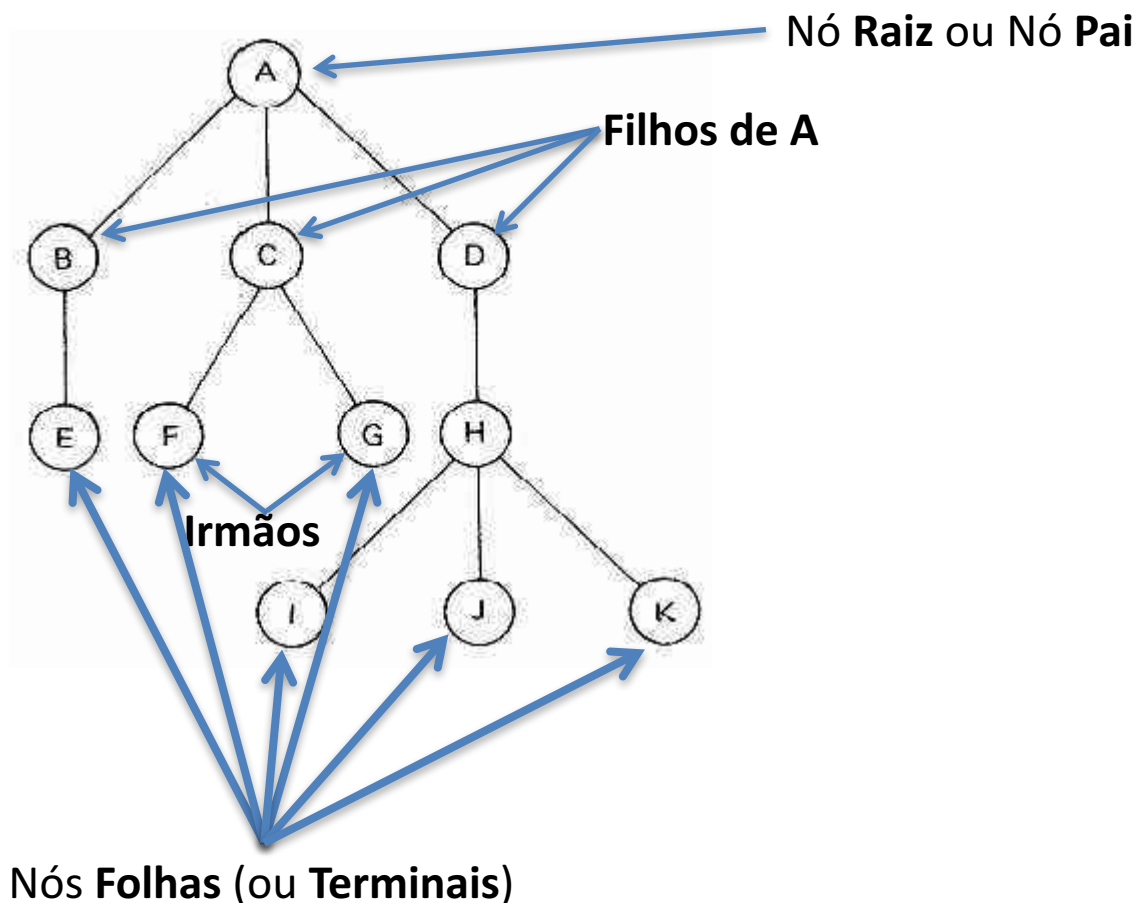 Nó Raiz ou Nó Pai
A
Filhos de A
B C D
E F G H
Irmãos
I J K
Nós Folhas (ou Terminais)